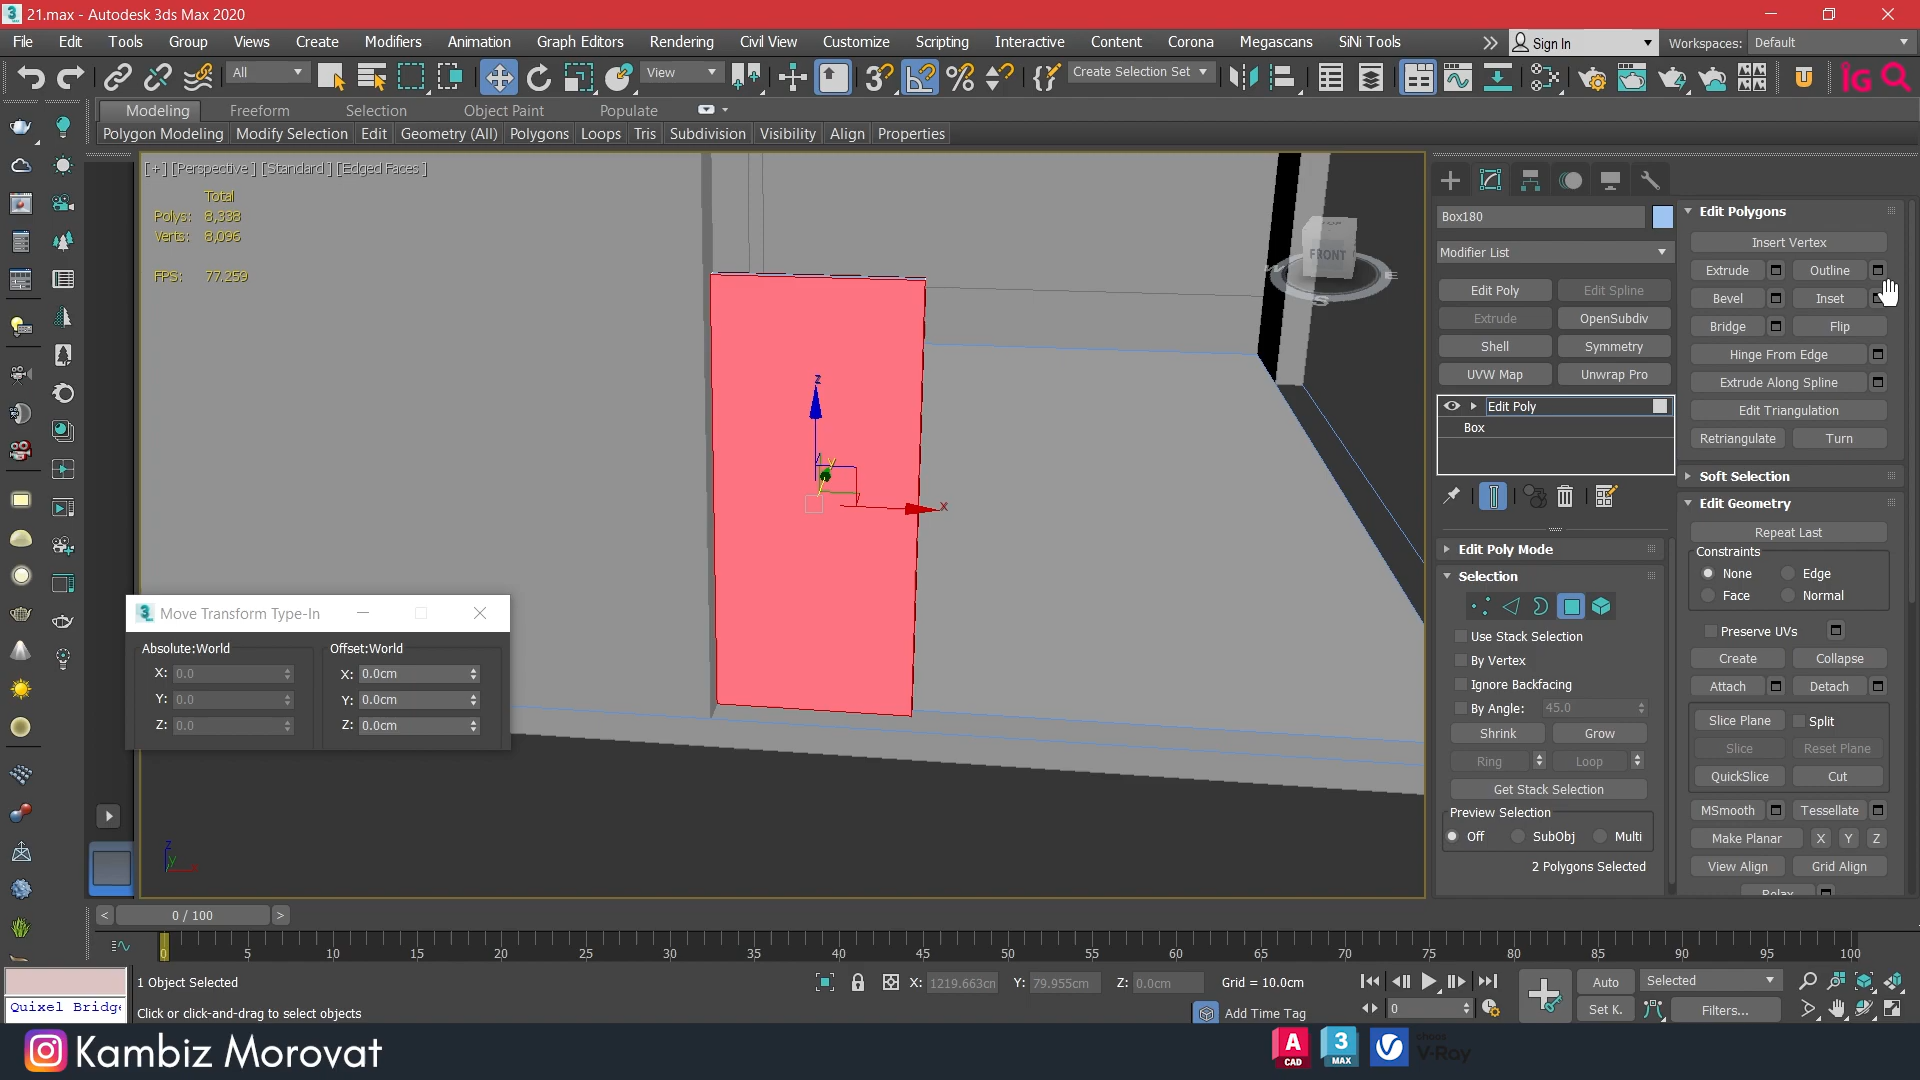 21.max - Autodesk 3ds Max 2020
File Edit Tools Group Views Create Modifiers Animation Graph Editors Rendering Civil View Customize Scripting Interactive Content Corona Megascans SiNi Tools Sign In Workspaces: Default
All View Create Selection Set IG
Modeling Freeform Selection Object Paint Populate
Polygon Modeling Modify Selection Edit Geometry (All) Polygons Loops Tris Subdivision Visibility Align Properties
[+] [Perspective] [Standard] [Edged Faces]
Total
Polys: 8,338
Verts: 8,096
FPS: 77.259
FRONT
Z
X
Move Transform Type-In
Absolute:World Offset:World
X: 0.0 X: 0.0cm
Y: 0.0 Y: 0.0cm
Z: 0.0 Z: 0.0cm
Box180
Modifier List
Edit Poly Edit Spline
Extrude OpenSubdiv
Shell Symmetry
UVW Map Unwrap Pro
Edit Poly
Box
Edit Poly Mode
Selection
Use Stack Selection
By Vertex
Ignore Backfacing
By Angle: 45.0
Shrink Grow
Ring Loop
Get Stack Selection
Preview Selection
Off SubObj Multi
2 Polygons Selected
Edit Polygons
Insert Vertex
Extrude Outline
Bevel Inset
Bridge Flip
Hinge From Edge
Extrude Along Spline
Edit Triangulation
Retriangulate Turn
Soft Selection
Edit Geometry
Repeat Last
Constraints
None Edge
Face Normal
Preserve UVs
Create Collapse
Attach Detach
Slice Plane Split
Slice Reset Plane
QuickSlice Cut
MSmooth Tessellate
Make Planar X Y Z
View Align Grid Align
Relax
< 0 / 100 >
0 5 10 15 20 25 30 35 40 45 50 55 60 65 70 75 80 85 90 95 100
1 Object Selected X: 1219.663cm Y: 79.955cm Z: 0.0cm Grid = 10.0cm Auto Selected
Quixel Bridge Click or click-and-drag to select objects Add Time Tag 0 Set K. Filters...
Kambiz Morovat A CAD 3 MAX V-Ray